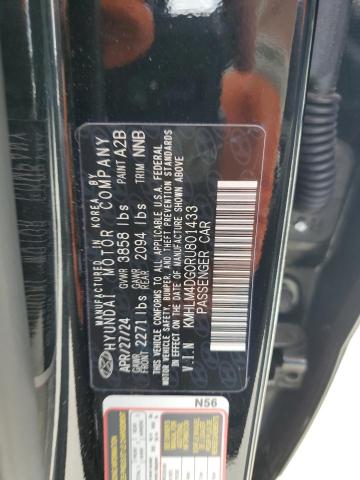 MANUFACTURED IN KOREA BY
HYUNDAI MOTOR COMPANY
APR/27/24 GVWR 3858 lbs PAINT A2B
GAWR FRONT 2271 lbs GAWR REAR 2094 lbs TRIM NNB
THIS VEHICLE CONFORMS TO ALL APPLICABLE U.S.A. FEDERAL
MOTOR VEHICLE SAFETY, BUMPER, AND THEFT PREVENTION STANDARDS
IN EFFECT ON THE DATE OF MANUFACTURE SHOWN ABOVE
V.I.N KMHLM4DG0RU801433
PASSENGER CAR
N56